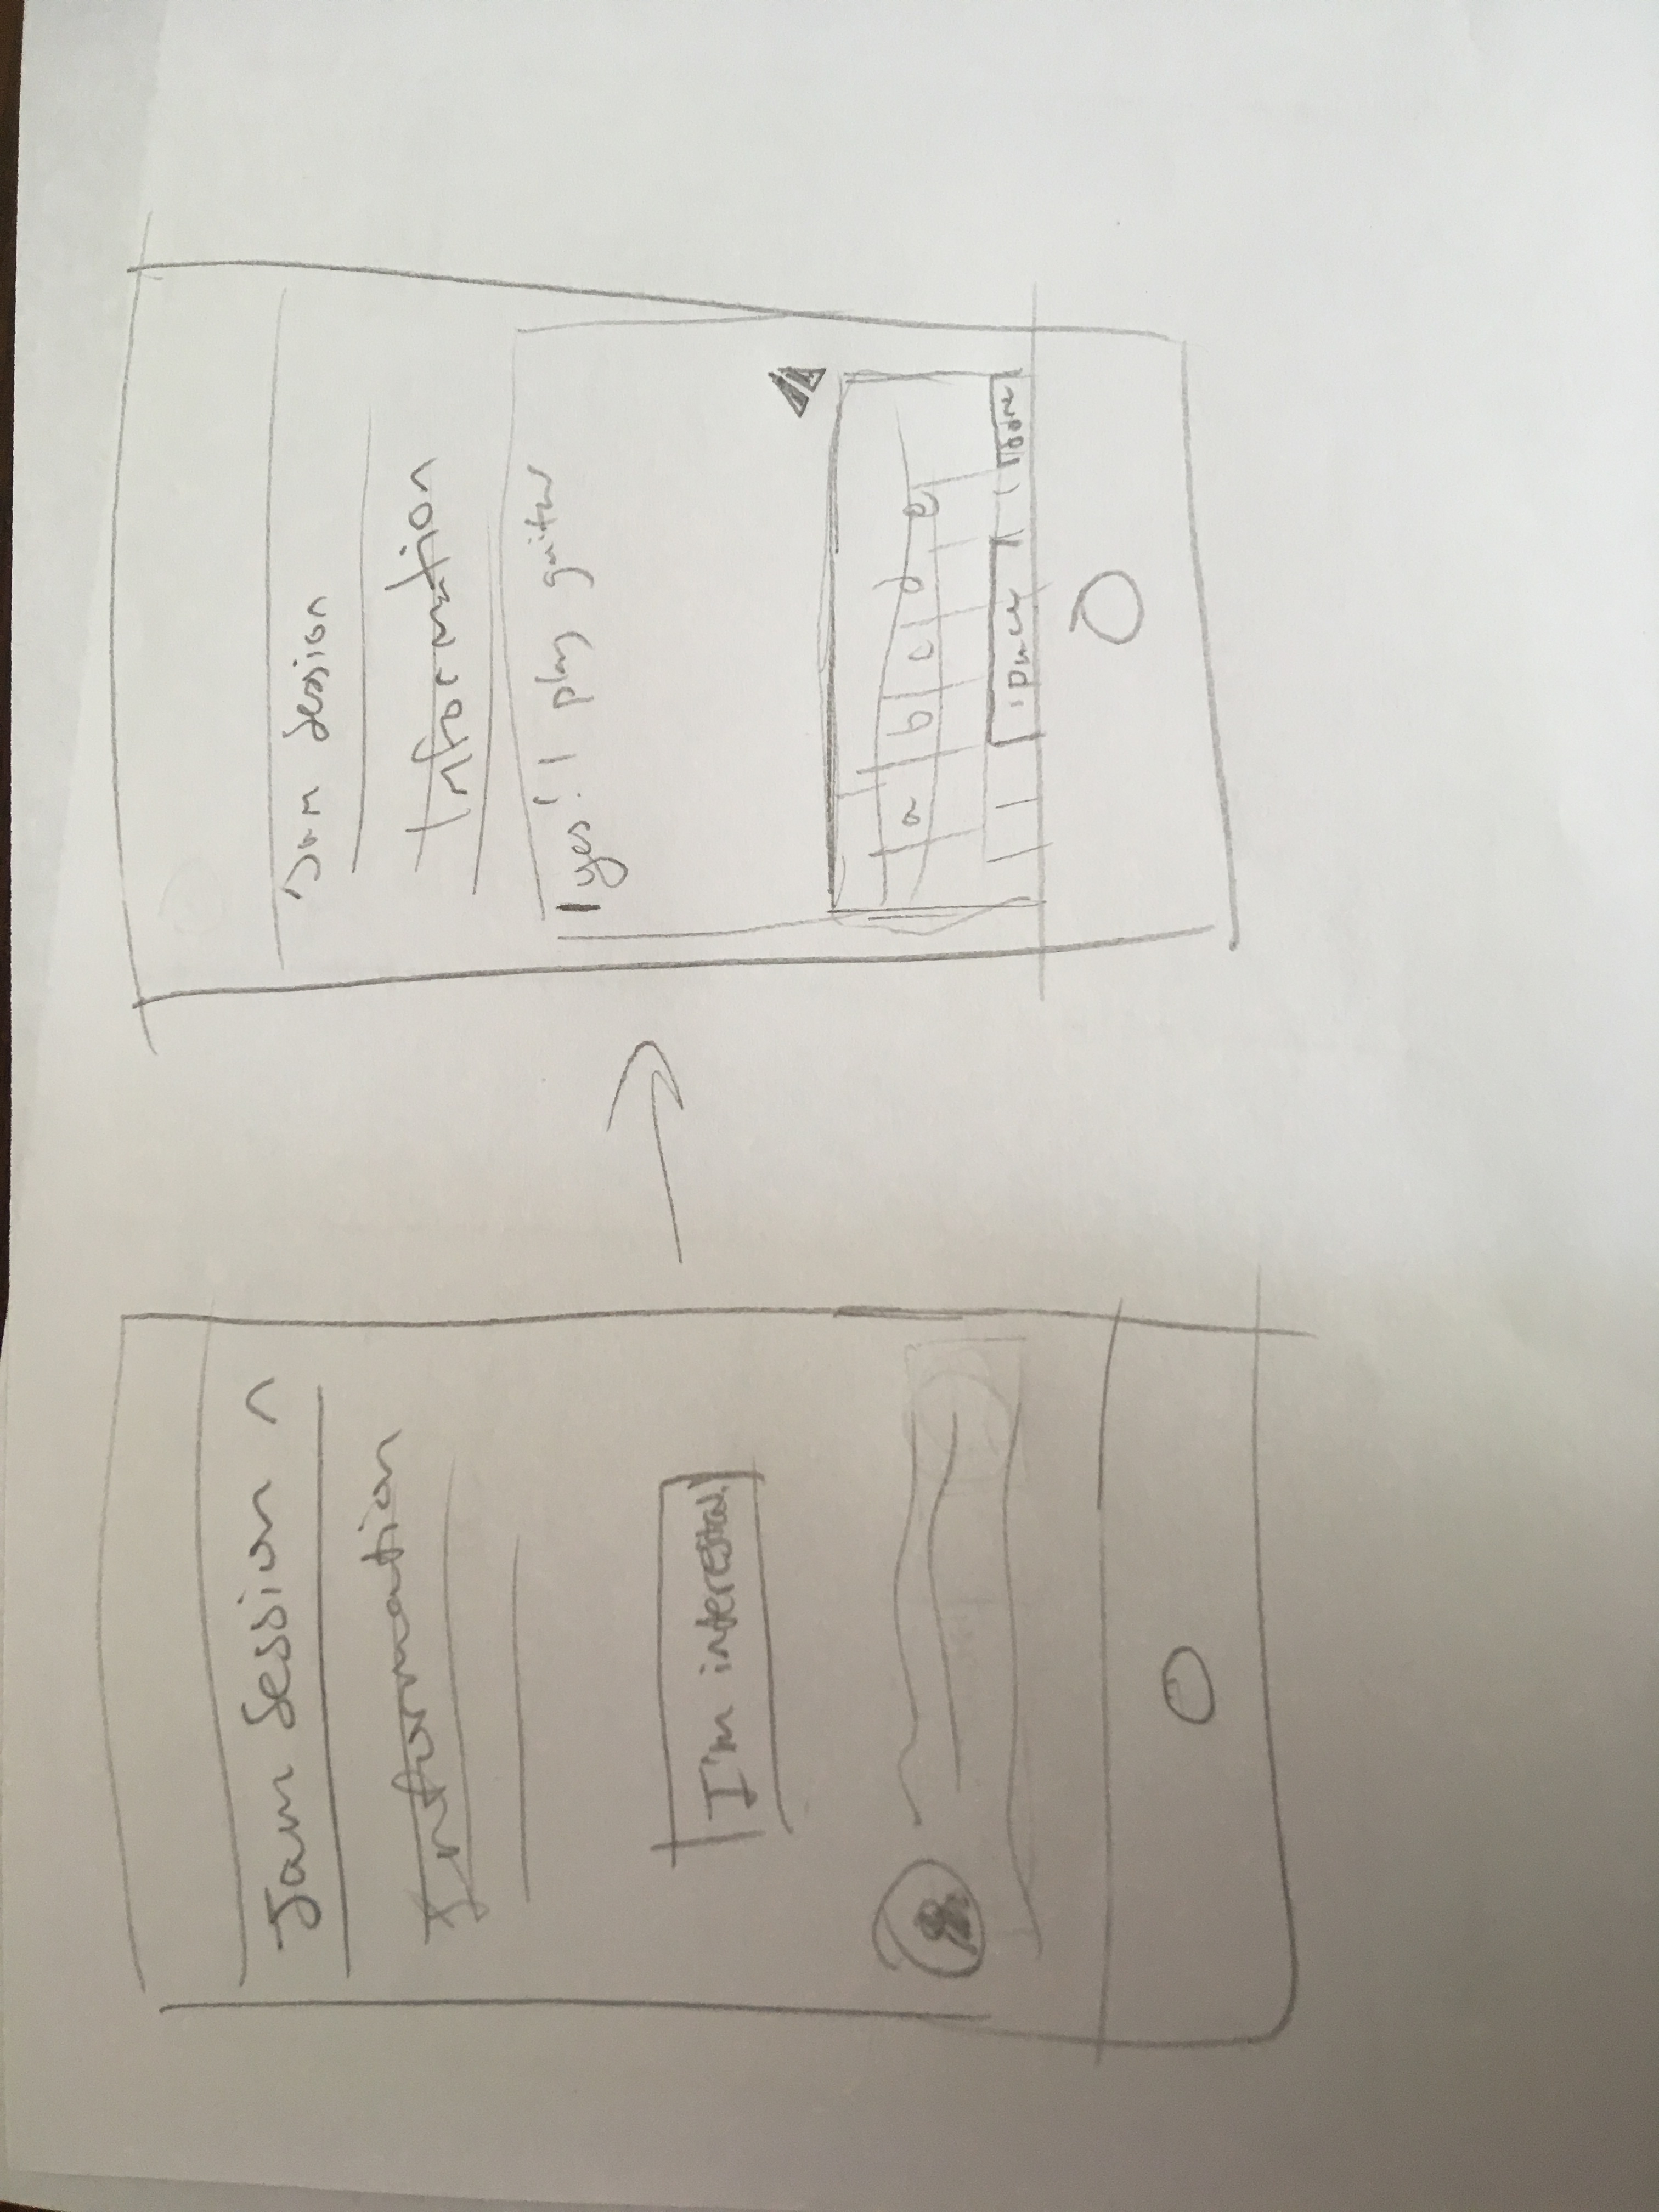 Jam Session
Information
I'm interested!
Jam Session
Information
yes! I play guitar
a b c d e
space
done